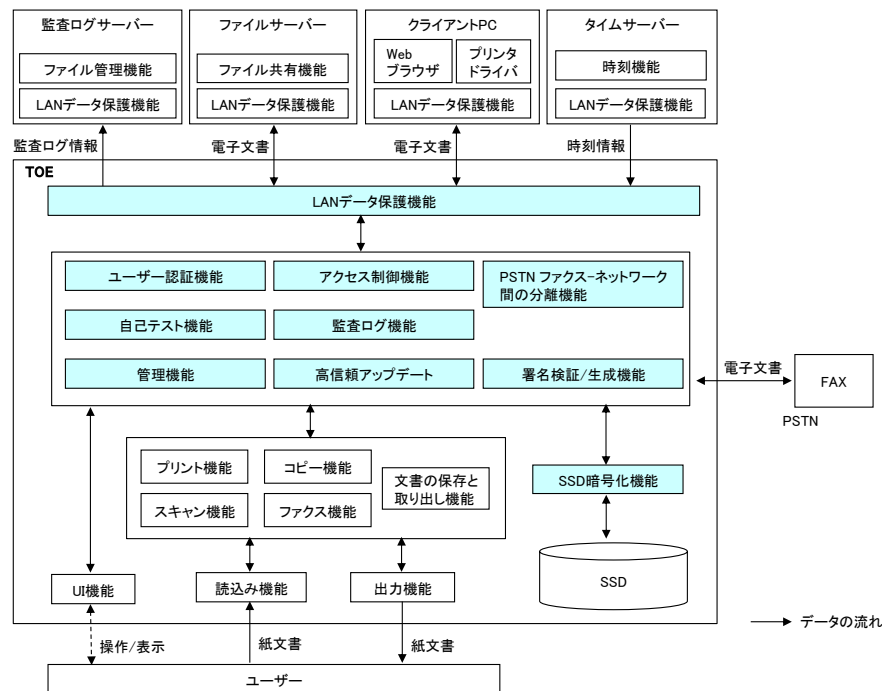 監査ログサーバー
ファイル管理機能
LANデータ保護機能
ファイルサーバー
ファイル共有機能
LANデータ保護機能
クライアントPC
Web
ブラウザ
プリンタ
ドライバ
LANデータ保護機能
タイムサーバー
時刻機能
LANデータ保護機能
監査ログ情報
電子文書
電子文書
時刻情報
TOE
LANデータ保護機能
ユーザー認証機能
アクセス制御機能
PSTN ファクス-ネットワーク
間の分離機能
自己テスト機能
監査ログ機能
管理機能
高信頼アップデート
署名検証/生成機能
電子文書
FAX
PSTN
プリント機能
コピー機能
文書の保存と
取り出し機能
スキャン機能
ファクス機能
SSD暗号化機能
SSD
UI機能
読込み機能
出力機能
データの流れ
操作/表示
紙文書
紙文書
ユーザー